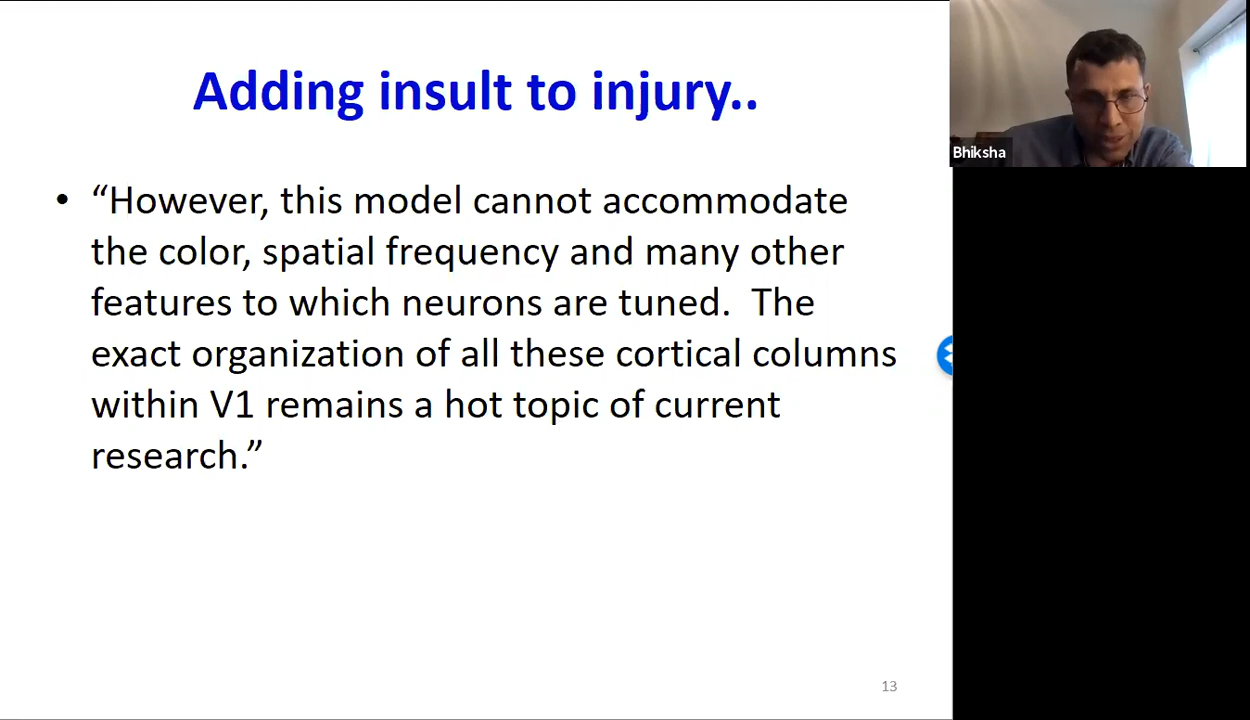 Adding insult to injury..
Bhiksha
• “However, this model cannot accommodate
the color, spatial frequency and many other
features to which neurons are tuned.  The
exact organization of all these cortical columns
within V1 remains a hot topic of current
research.”
13